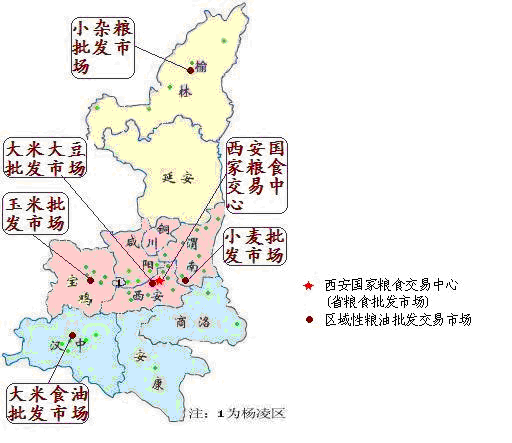 小杂粮
批发市
场
榆
林
大米大豆
批发市场
西安国
家粮食
交易中
心
延安
玉米批
发市场
铜
川
咸
阳
渭
南
小麦批
发市场
宝
鸡
1
西安
西安国家粮食交易中心
(省粮食批发市场)
区域性粮油批发交易市场
商洛
汉中
安
康
大米食油
批发市场
注：1为杨凌区